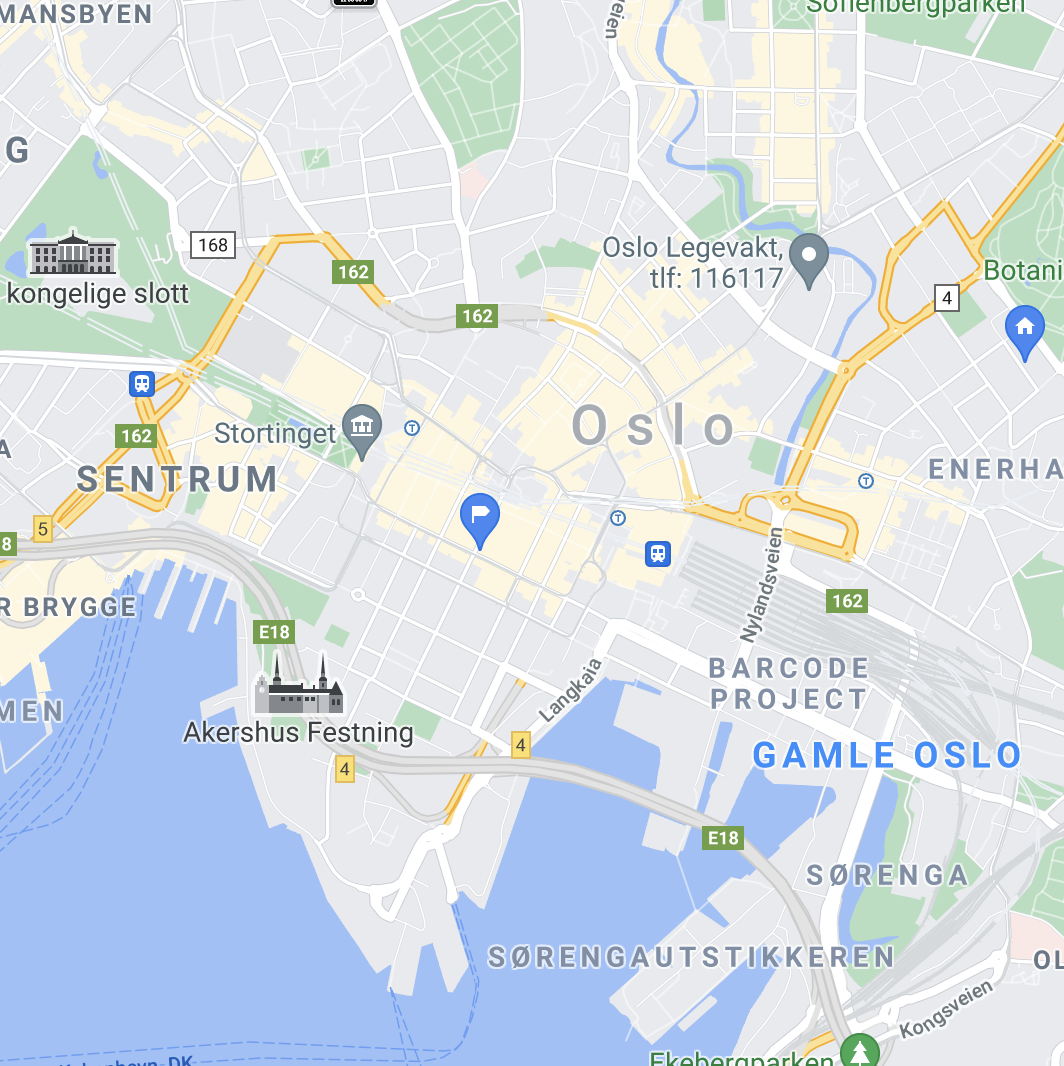 MANSBYEN
Sofienbergparken
veien
G
168
162
kongelige slott
162
Oslo Legevakt,
tlf: 116117
Botani
4
Oslo
Stortinget
T
162
A
SENTRUM
ENERHA
T
T
5
8
R BRYGGE
E18
Nylandsveien
162
BARCODE
PROJECT
Langkaia
MEN
Akershus Festning
4
4
GAMLE OSLO
E18
SØRENGA
SØRENGAUTSTIKKEREN
OL
Kongsveien
Ekebergparken
DK